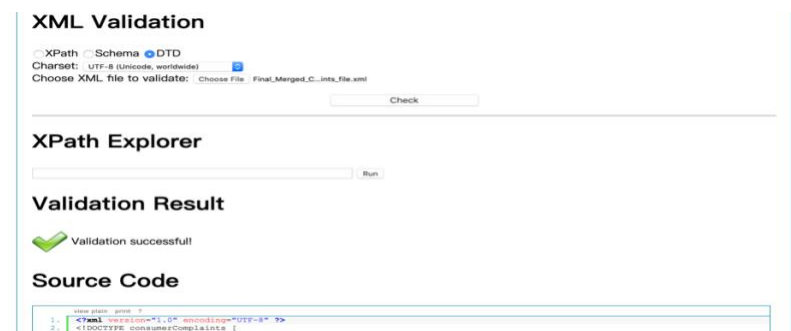 XML Validation
XPath Schema DTD
Charset: UTF-8 (Unicode, worldwide)
Choose XML file to validate: Choose File Final_Merged_C...ints_file.xml
Check
XPath Explorer
Run
Validation Result
Validation successful!
Source Code
view plain print ?
1. <?xml version="1.0" encoding="UTF-8" ?>
2. <!DOCTYPE consumerComplaints [